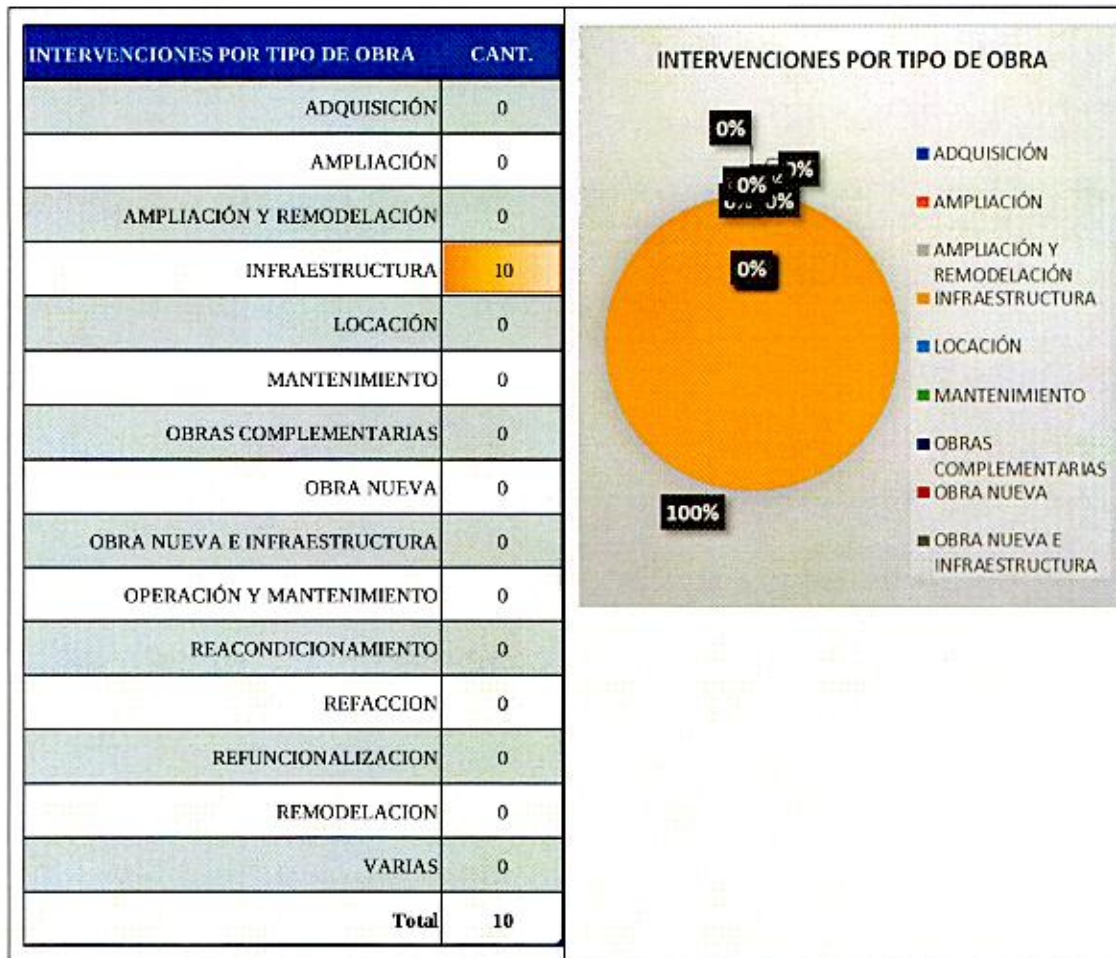 INTERVENCIONES POR TIPO DE OBRA CANT.
ADQUISICIÓN 0
AMPLIACIÓN 0
AMPLIACIÓN Y REMODELACIÓN 0
INFRAESTRUCTURA 10
LOCACIÓN 0
MANTENIMIENTO 0
OBRAS COMPLEMENTARIAS 0
OBRA NUEVA 0
OBRA NUEVA E INFRAESTRUCTURA 0
OPERACIÓN Y MANTENIMIENTO 0
REACONDICIONAMIENTO 0
REFACCION 0
REFUNCIONALIZACION 0
REMODELACION 0
VARIAS 0
Total 10
INTERVENCIONES POR TIPO DE OBRA
0%
0%
0%
0%
0%
0%
100%
ADQUISICIÓN
AMPLIACIÓN
AMPLIACIÓN Y
REMODELACIÓN
INFRAESTRUCTURA
LOCACIÓN
MANTENIMIENTO
OBRAS
COMPLEMENTARIAS
OBRA NUEVA
OBRA NUEVA E
INFRAESTRUCTURA